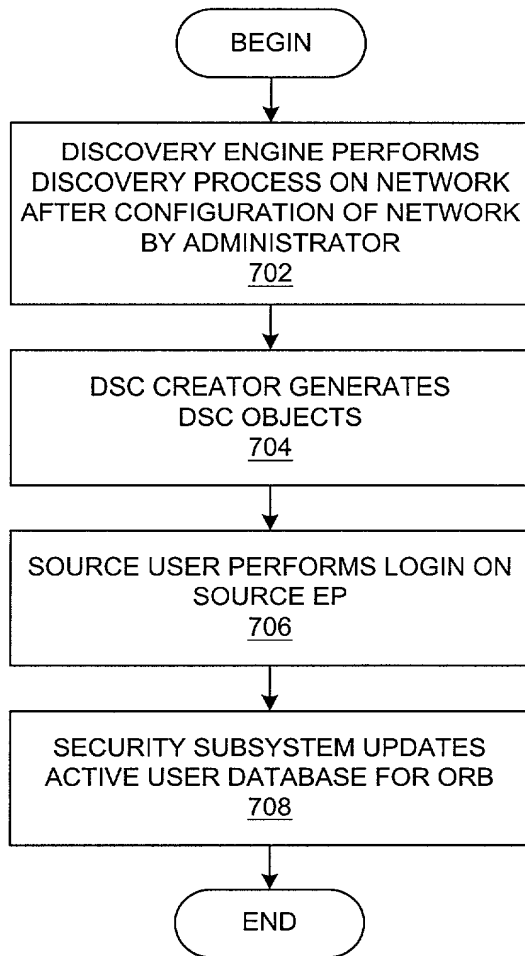 BEGIN
DISCOVERY ENGINE PERFORMS
DISCOVERY PROCESS ON NETWORK
AFTER CONFIGURATION OF NETWORK
BY ADMINISTRATOR
702
DSC CREATOR GENERATES
DSC OBJECTS
704
SOURCE USER PERFORMS LOGIN ON
SOURCE EP
706
SECURITY SUBSYSTEM UPDATES
ACTIVE USER DATABASE FOR ORB
708
END